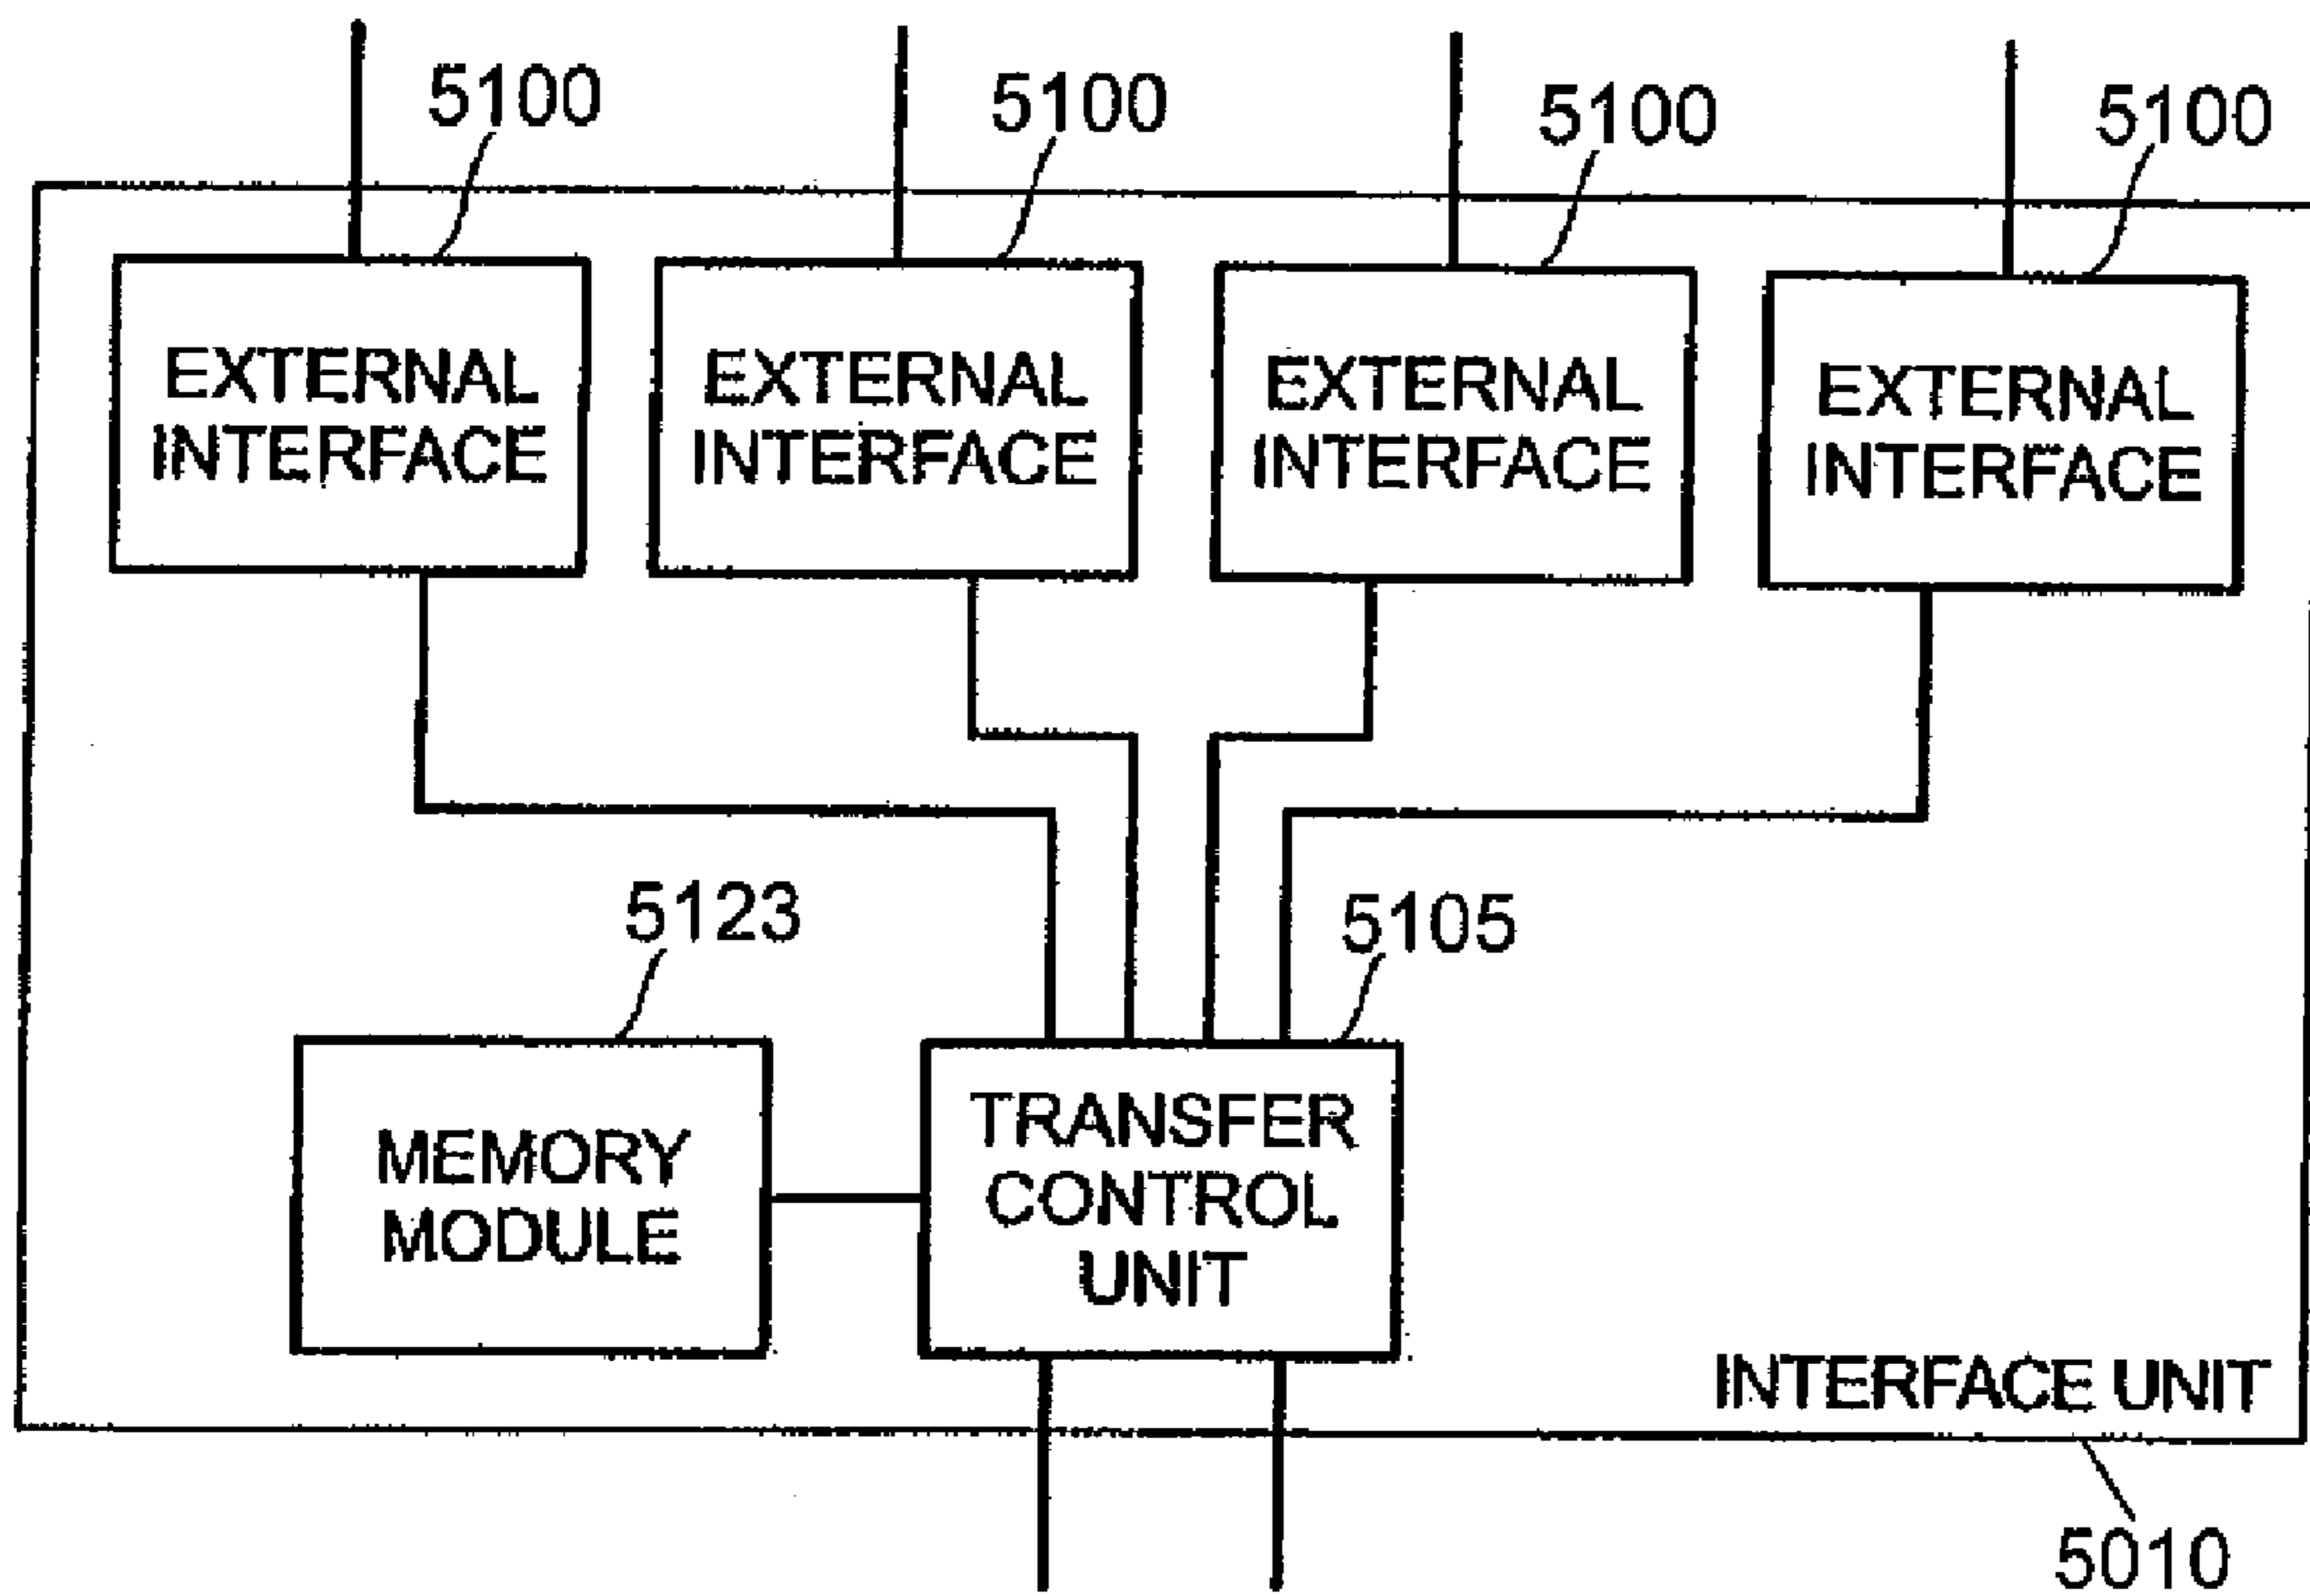 5100
5100
5100
5100
EXTERNAL
INTERFACE
EXTERNAL
INTERFACE
EXTERNAL
INTERFACE
EXTERNAL
INTERFACE
5123
5105
MEMORY
MODULE
TRANSFER
CONTROL
UNIT
INTERFACE UNIT
5010